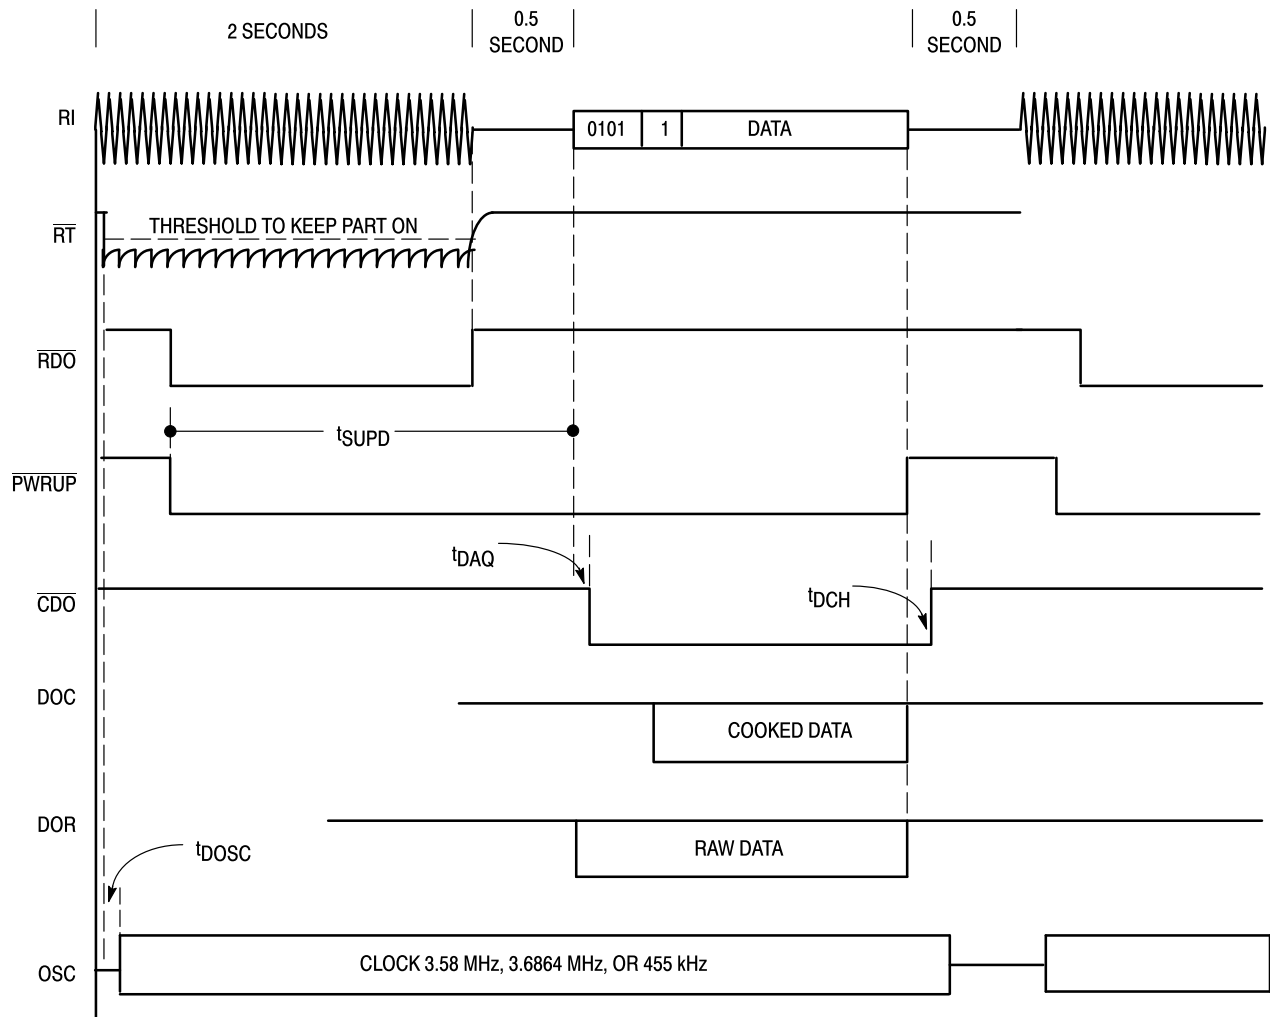 2 SECONDS
0.5
SECOND
0.5
SECOND
RI
0101 1 DATA
RT
THRESHOLD TO KEEP PART ON
RDO
tSUPD
PWRUP
tDAQ
CDO
tDCH
DOC
COOKED DATA
DOR
RAW DATA
tDOSC
OSC
CLOCK 3.58 MHz, 3.6864 MHz, OR 455 kHz